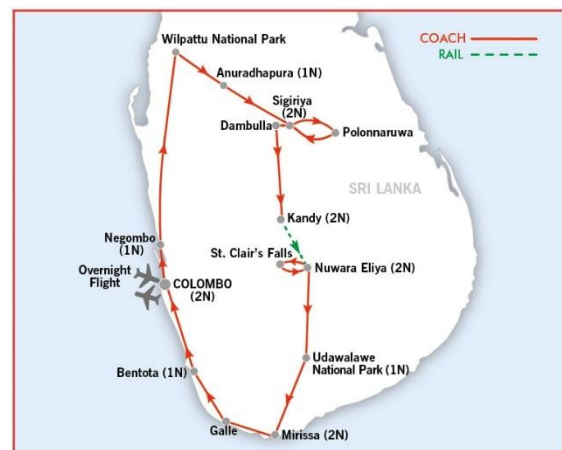 COACH
RAIL
Wilpattu National Park
Anuradhapura (1N)
Sigiriya
(2N)
Dambulla
Polonnaruwa
SRI LANKA
Kandy (2N)
Negombo
(1N)
St. Clair's Falls
Nuwara Eliya (2N)
Overnight
Flight
COLOMBO
(2N)
Udawalawe
National Park (1N)
Bentota (1N)
Galle
Mirissa (2N)